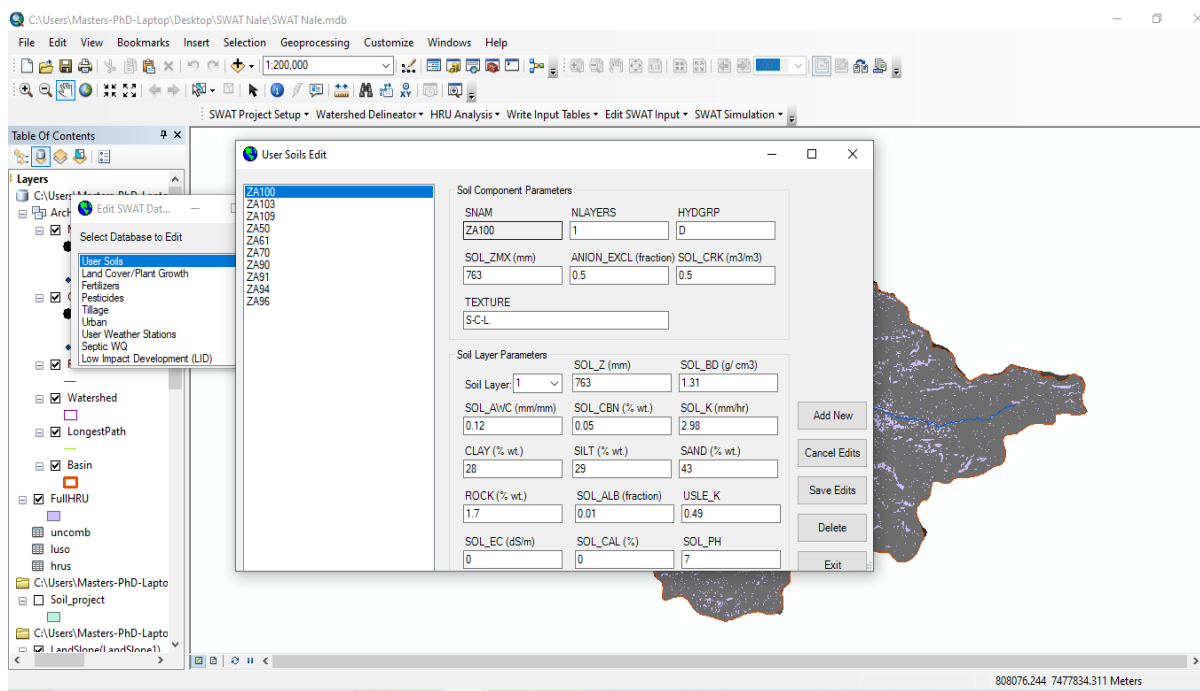 C:\Users\Masters-PhD-Laptop\Desktop\SWAT Nale\SWAT Nale.mdb
File Edit View Bookmarks Insert Selection Geoprocessing Customize Windows Help
1:200,000
SWAT Project Setup Watershed Delineator HRU Analysis Write Input Tables Edit SWAT Input SWAT Simulation
Table Of Contents
Layers
Edit SWAT Dat...
Select Database to Edit
User Soils
Land Cover/Plant Growth
Fertilizers
Pesticides
Tillage
Urban
User Weather Stations
Septic WQ
Low Impact Development (LID)
Watershed
LongestPath
Basin
FullHRU
uncomb
luso
hrus
C:\Users\Masters-PhD-Lapto
Soil_project
C:\Users\Masters-PhD-Lapto
LandSlope(LandSlope1)
User Soils Edit
ZA100
ZA103
ZA109
ZA50
ZA61
ZA70
ZA90
ZA91
ZA94
ZA96
Soil Component Parameters
SNAM NLAYERS HYDGRP
ZA100 1 D
SOL_ZMX (mm) ANION_EXCL (fraction) SOL_CRK (m3/m3)
763 0.5 0.5
TEXTURE
S-C-L
Soil Layer Parameters
SOL_Z (mm) SOL_BD (g/ cm3)
Soil Layer: 1 763 1.31
SOL_AWC (mm/mm) SOL_CBN (% wt.) SOL_K (mm/hr)
0.12 0.05 2.98
CLAY (% wt.) SILT (% wt.) SAND (% wt.)
28 29 43
ROCK (% wt.) SOL_ALB (fraction) USLE_K
1.7 0.01 0.49
SOL_EC (dS/m) SOL_CAL (%) SOL_PH
0 0 7
Add New
Cancel Edits
Save Edits
Delete
Exit
808076.244 7477834.311 Meters